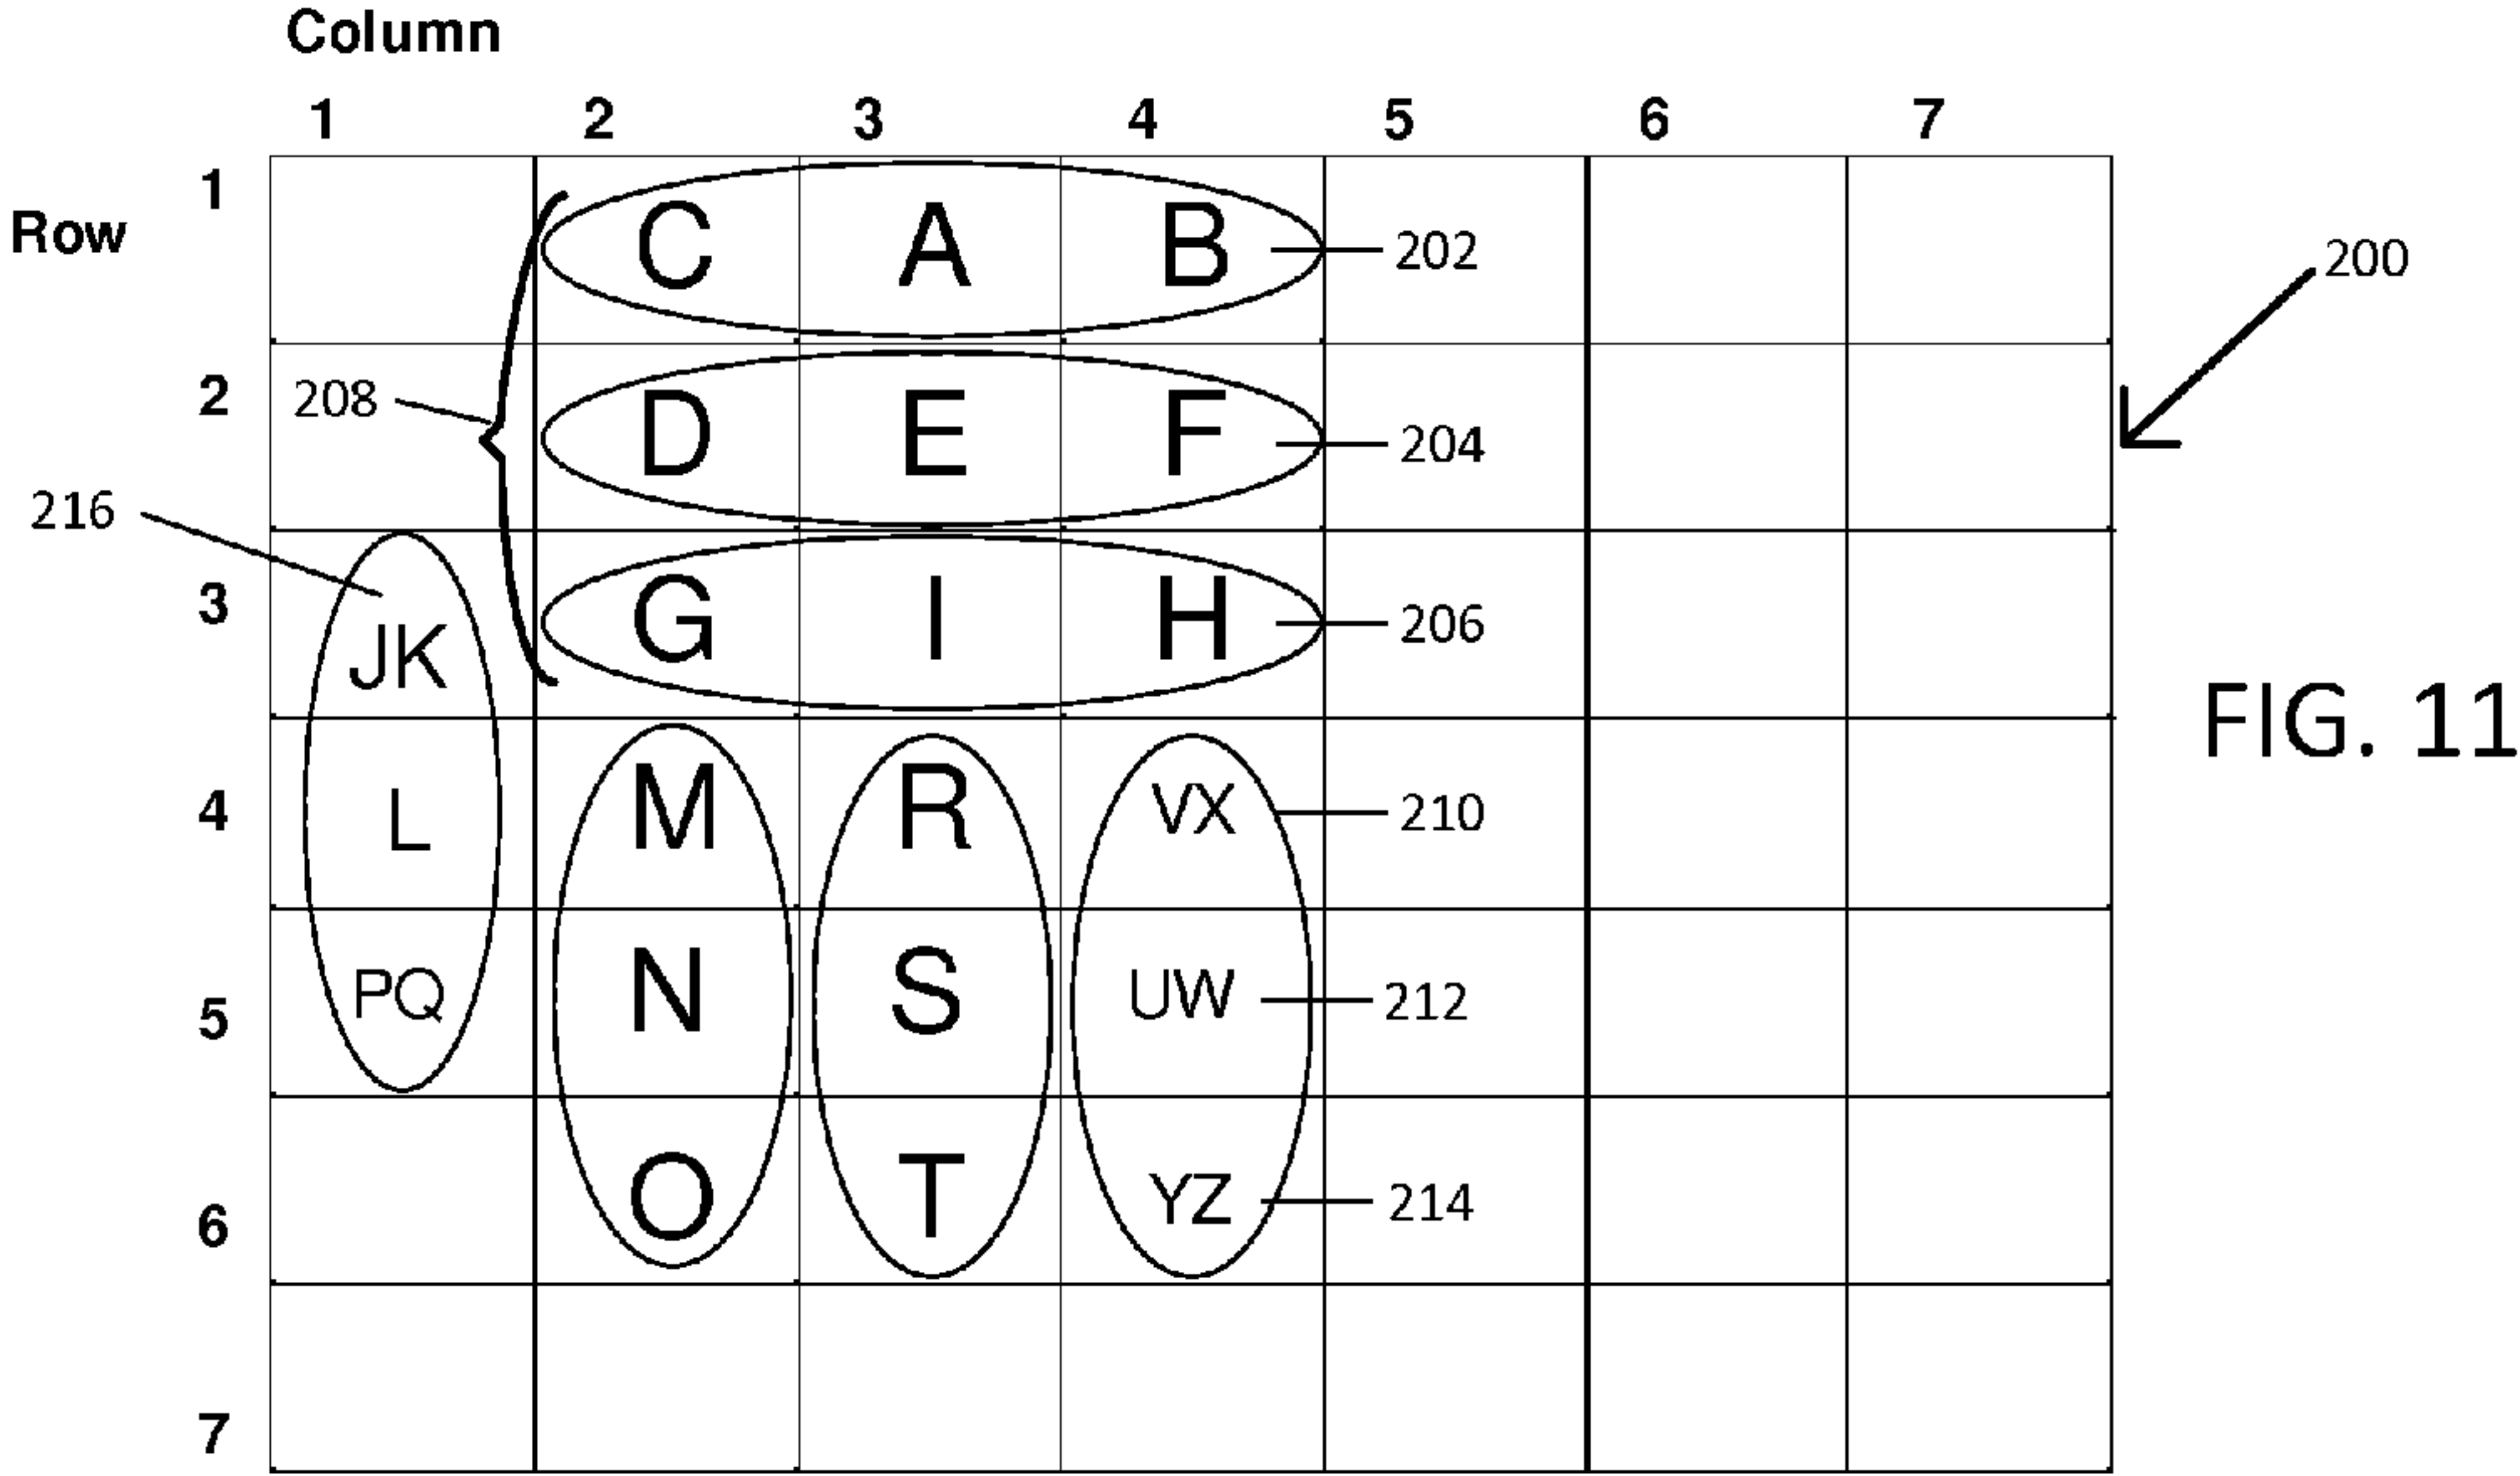 Column
1 2 3 4 5 6 7
1
Row
C A B 202
200
2
208
D E F 204
216
3
JK
G I H 206
FIG. 11
4
L
M R VX 210
5
PQ
N S UW 212
6
O T YZ 214
7